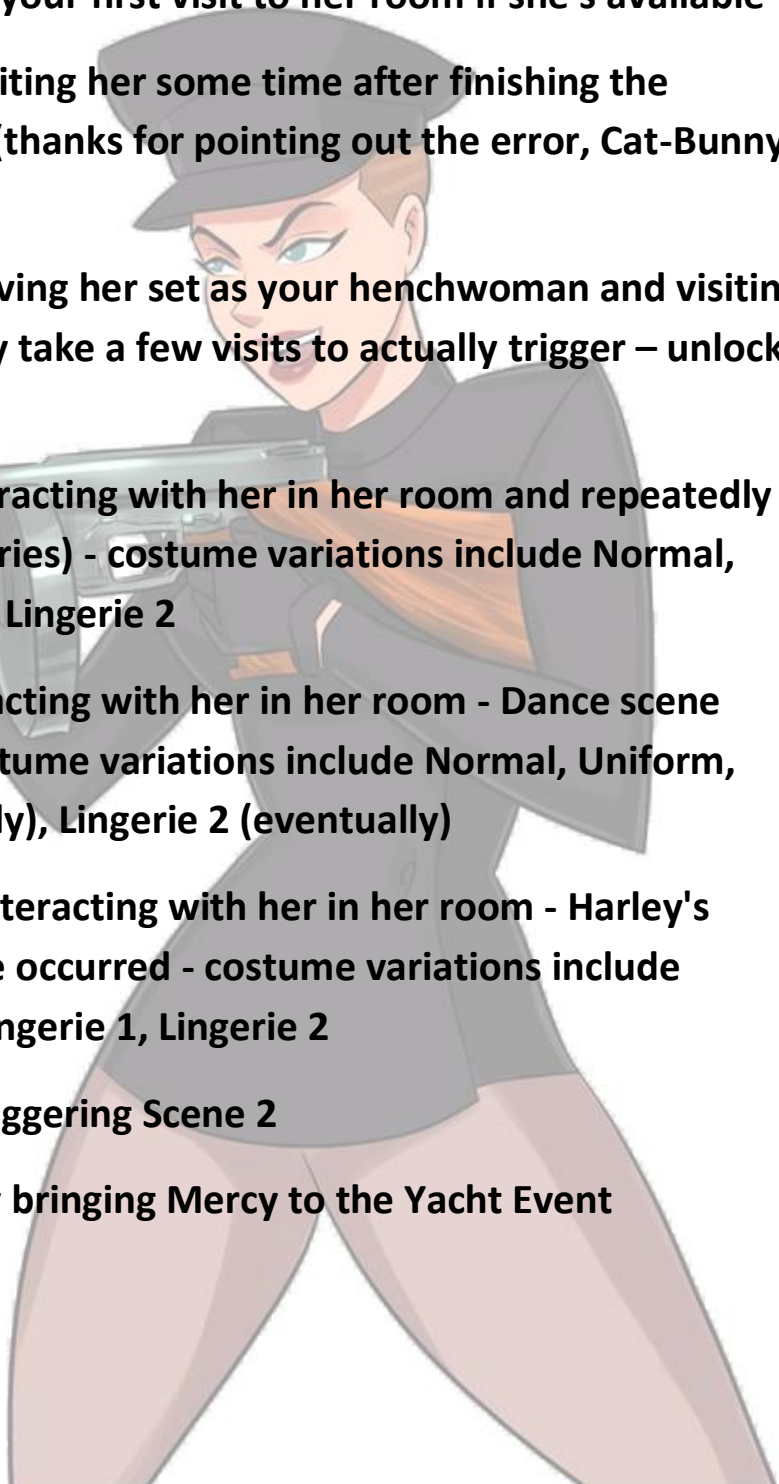 your first visit to her room if she's available
iting her some time after finishing the
(thanks for pointing out the error, Cat-Bunny
ving her set as your henchwoman and visitin
y take a few visits to actually trigger – unlock
racting with her in her room and repeatedly
ries) - costume variations include Normal,
Lingerie 2
acting with her in her room - Dance scene
tume variations include Normal, Uniform,
ly), Lingerie 2 (eventually)
teracting with her in her room - Harley's
e occurred - costume variations include
ngerie 1, Lingerie 2
ggering Scene 2
bringing Mercy to the Yacht Event